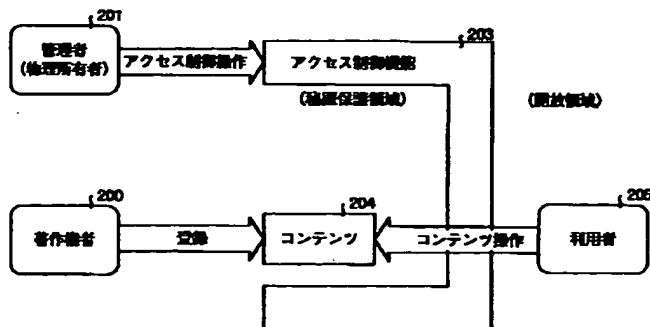 201
管理者
(物理所有者)
アクセス制御操作
203
アクセス制御機能
(秘匿保護領域)
(開放領域)
200
著作権者
登録
204
コンテンツ
コンテンツ操作
205
利用者